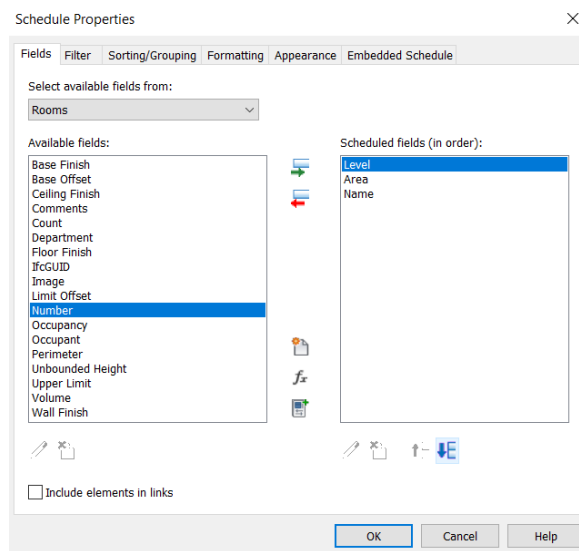 Schedule Properties
Fields Filter Sorting/Grouping Formatting Appearance Embedded Schedule
Select available fields from:
Rooms
Available fields:
Base Finish
Base Offset
Ceiling Finish
Comments
Count
Department
Floor Finish
IfcGUID
Image
Limit Offset
Number
Occupancy
Occupant
Perimeter
Unbounded Height
Upper Limit
Volume
Wall Finish
Scheduled fields (in order):
Level
Area
Name
fx
Include elements in links
OK Cancel Help